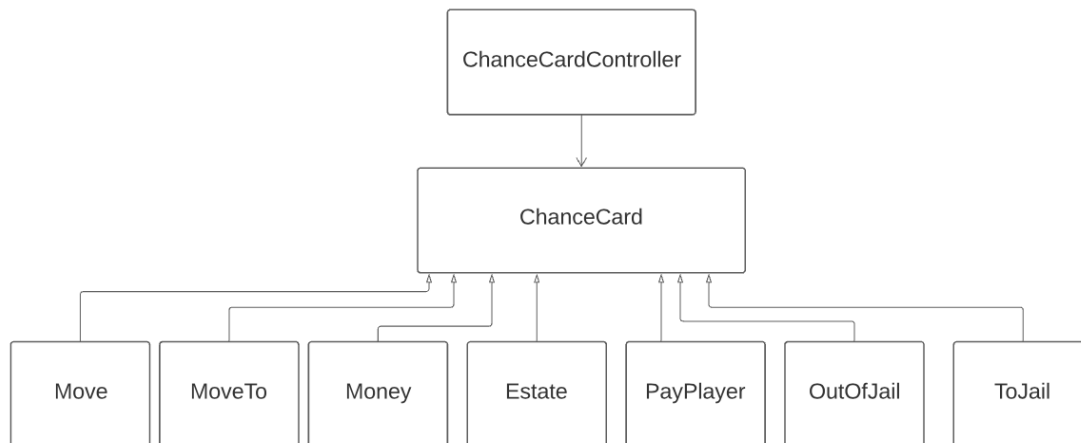 ChanceCardController
ChanceCard
Move
MoveTo
Money
Estate
PayPlayer
OutOfJail
ToJail